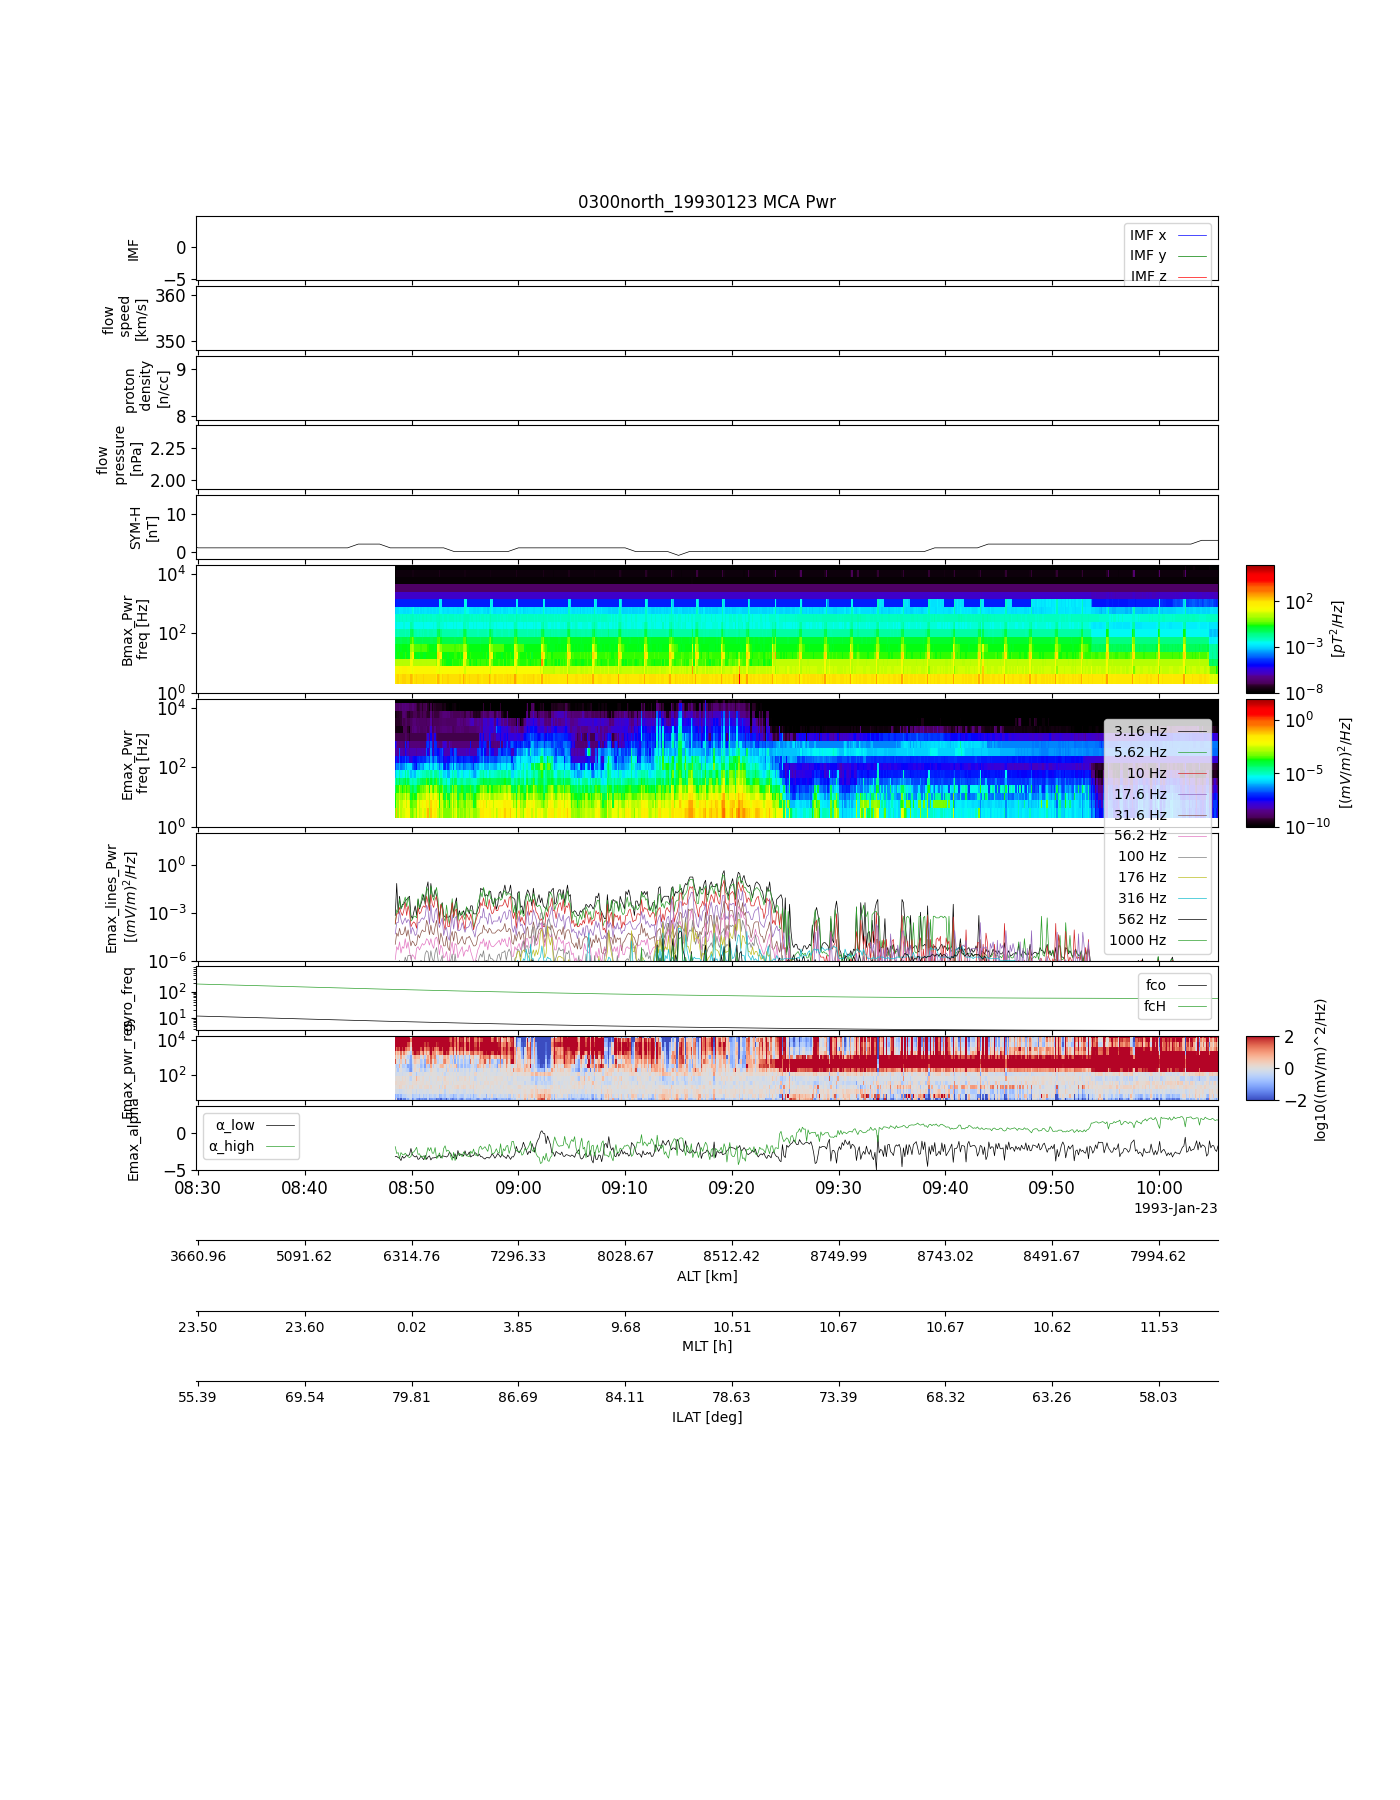 0300north_19930123 MCA Pwr
IMF
0
−5
IMF x
IMF y
IMF z
flow
speed
[km/s]
360
350
proton
density
[n/cc]
9
8
flow
pressure
[nPa]
2.25
2.00
SYM-H
[nT]
10
0
Bmax_Pwr
freq [Hz]
10^4
10^2
10^0
10^2
10^−3
10^−8
[pT^2/Hz]
Emax_Pwr
freq [Hz]
10^4
10^2
10^0
10^0
10^−5
10^−10
[(mV/m)^2/Hz]
3.16 Hz
5.62 Hz
10 Hz
17.6 Hz
31.6 Hz
56.2 Hz
100 Hz
176 Hz
316 Hz
562 Hz
1000 Hz
Emax_lines_Pwr
[(mV/m)^2/Hz]
10^0
10^−3
10^−6
gyro_freq
10^2
10^1
fco
fcH
Emax_pwr_reg
10^4
10^2
2
0
−2
log10((mV/m)^2/Hz)
Emax_alpha
0
−5
α_low
α_high
08:30 08:40 08:50 09:00 09:10 09:20 09:30 09:40 09:50 10:00
1993-Jan-23
3660.96 5091.62 6314.76 7296.33 8028.67 8512.42 8749.99 8743.02 8491.67 7994.62
ALT [km]
23.50 23.60 0.02 3.85 9.68 10.51 10.67 10.67 10.62 11.53
MLT [h]
55.39 69.54 79.81 86.69 84.11 78.63 73.39 68.32 63.26 58.03
ILAT [deg]